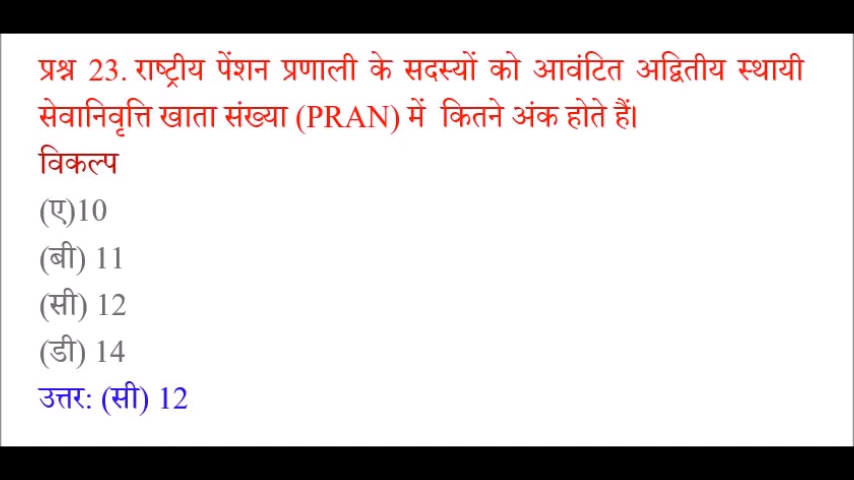 प्रश्न 23. राष्ट्रीय पेंशन प्रणाली के सदस्यों को आवंटित अद्वितीय स्थायी
सेवानिवृत्ति खाता संख्या (PRAN) में कितने अंक होते हैं।
विकल्प
(ए)10
(बी) 11
(सी) 12
(डी) 14
उत्तर: (सी) 12